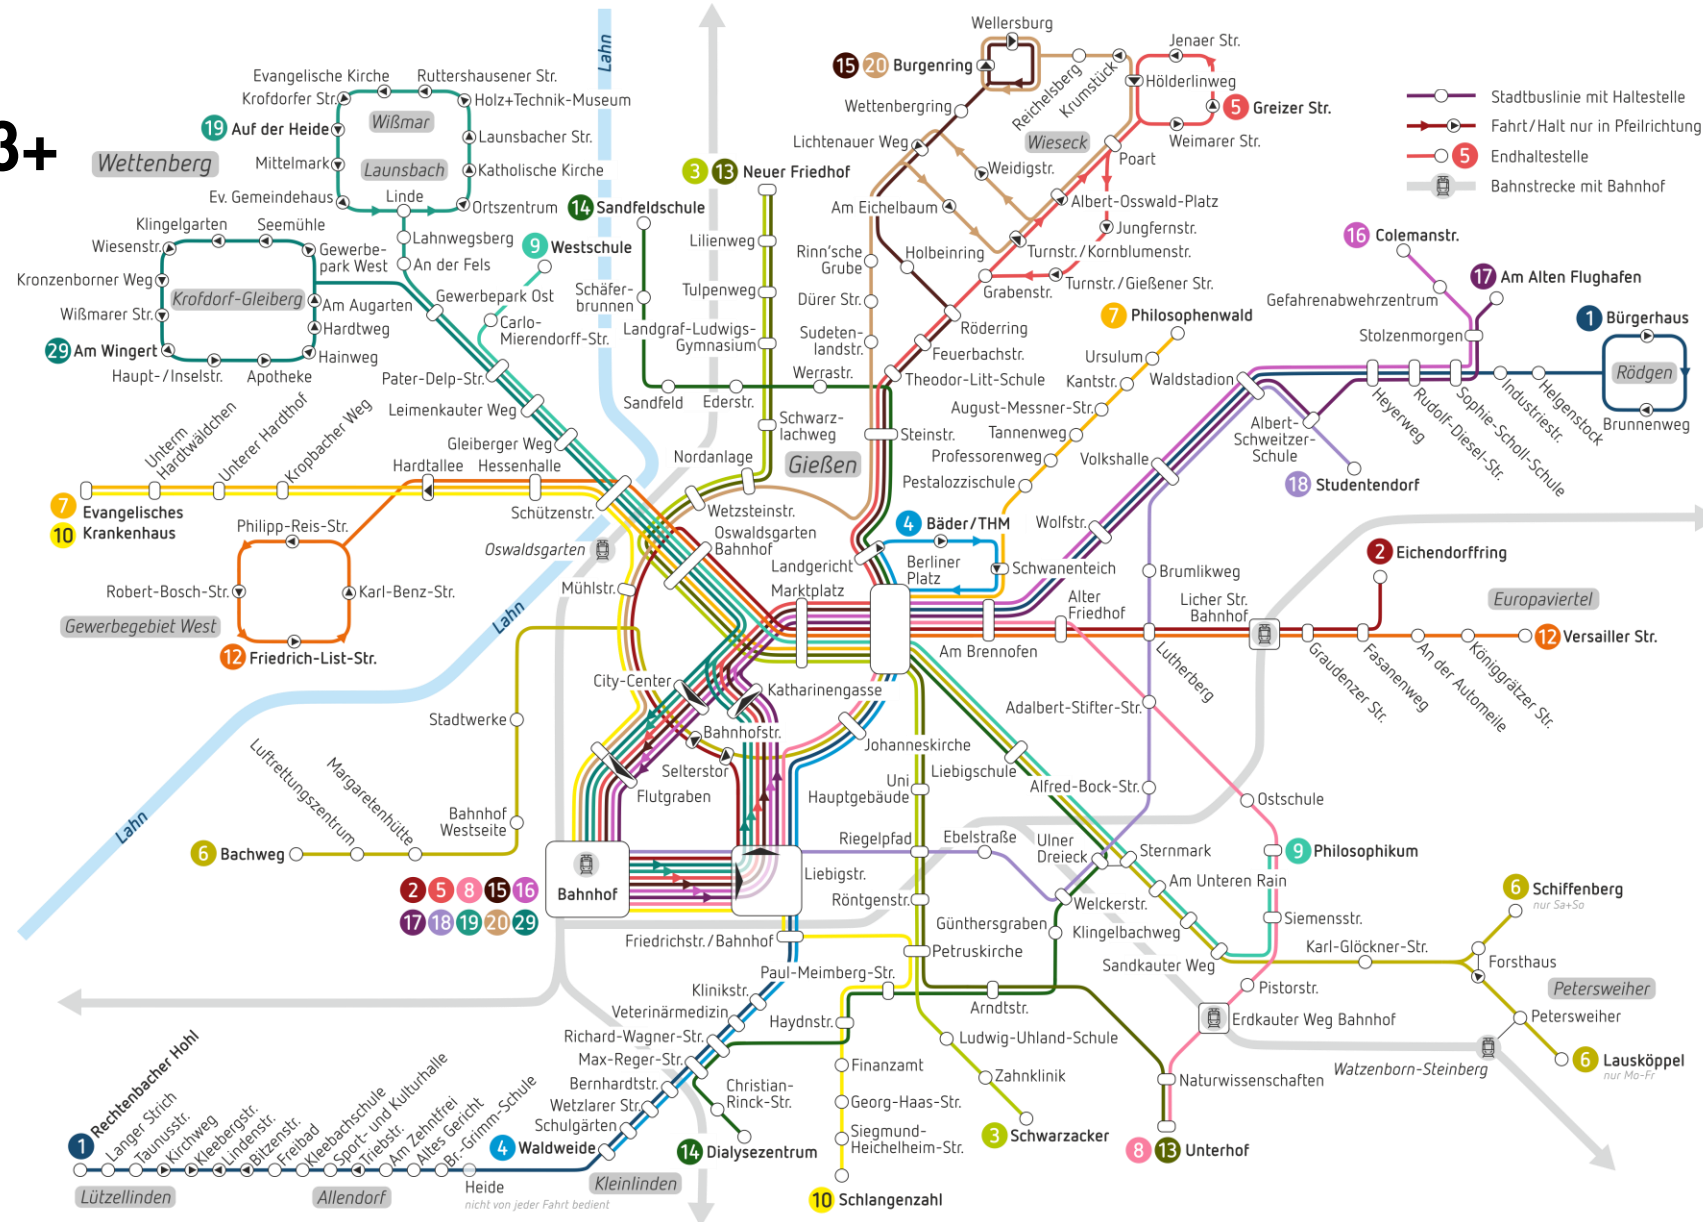 3+
Wettenberg
Lahn
Wellersburg
15 20 Burgenring
Reichelsberg
Krumstück
Jenaer Str.
Hölderlinweg
5 Greizer Str.
Weimarer Str.
Wieseck
Poart
Stadtbuslinie mit Haltestelle
Fahrt/Halt nur in Pfeilrichtung
5 Endhaltestelle
Bahnstrecke mit Bahnhof
Evangelische Kirche
Ruttershausener Str.
Krofdorfer Str.
Holz+Technik-Museum
19 Auf der Heide
Wißmar
Launsbacher Str.
Mittelmark
Launsbach
Katholische Kirche
Ev. Gemeindehaus
Linde
Ortszentrum
Klingelgarten
Seemühle
Lahnwegsberg
Wiesenstr.
Gewerbe-
park West
An der Fels
Kronzenborner Weg
Krofdorf-Gleiberg
Am Augarten
Wißmarer Str.
Hardtweg
29 Am Wingert
Hainweg
Haupt-/Inselstr.
Apotheke
Gewerbepark Ost
9 Westschule
Carlo-
Mierendorff-Str.
Pater-Delp-Str.
Leimenkauter Weg
Gleiberger Weg
14 Sandfeldschule
Schäfer-
brunnen
Sandfeld
Ederstr.
Werrastr.
3 13 Neuer Friedhof
Lilienweg
Tulpenweg
Landgraf-Ludwigs-
Gymnasium
Schwarz-
lachweg
Nordanlage
Gießen
Wetzsteinstr.
Wettenbergring
Lichtenauer Weg
Weidigstr.
Am Eichelbaum
Albert-Osswald-Platz
Jungfernstr.
Turnstr./Kornblumenstr.
Turnstr./Gießener Str.
Grabenstr.
Holbeinring
Rinn'sche
Grube
Dürer Str.
Sudeten-
landstr.
Röderring
Feuerbachstr.
Theodor-Litt-Schule
Steinstr.
7 Philosophenwald
Ursulum
Kantstr.
August-Messner-Str.
Tannenweg
Professorenweg
Pestalozzischule
16 Colemanstr.
Gefahrenabwehrzentrum
17 Am Alten Flughafen
Stolzenmorgen
1 Bürgerhaus
Rödgen
Brunnenweg
Waldstadion
Albert-
Schweitzer-
Schule
18 Studentendorf
Heyerweg
Rudolf-Diesel-Str.
Sophie-Scholl-Schule
Industriestr.
Helgenstock
Volkshalle
Wolfstr.
Unterm
Hardtwäldchen
Unterer Hardthof
Kropbacher Weg
Hardtallee
Hessenhalle
7 Evangelisches
10 Krankenhaus
Schützenstr.
Philipp-Reis-Str.
Robert-Bosch-Str.
Karl-Benz-Str.
Gewerbegebiet West
12 Friedrich-List-Str.
Oswaldsgarten
Oswaldsgarten
Bahnhof
Mühlstr.
Lahn
Lahn
Landgericht
4 Bäder/THM
Berliner
Platz
Schwanenteich
Marktplatz
Am Brennofen
Alter
Friedhof
Brumlikweg
Licher Str.
Bahnhof
Lutherberg
2 Eichendorffring
Europaviertel
12 Versailler Str.
Graudenzer Str.
Fasanenweg
An der Automeile
Königgrätzer Str.
City-Center
Katharinengasse
Bahnhofstr.
Selterstor
Flutgraben
Johanneskirche
Uni
Hauptgebäude
Liebigschule
Adalbert-Stifter-Str.
Alfred-Bock-Str.
Ostschule
9 Philosophikum
Stadtwerke
Bahnhof
Westseite
Luftrettungszentrum
Margaretenhütte
6 Bachweg
Bahnhof
2 5 8 15 16
17 18 19 20 29
Liebigstr.
Riegelpfad
Ebelstraße
Ulner
Dreieck
Sternmark
Am Unteren Rain
Welckerstr.
Klingelbachweg
Sandkauter Weg
Siemensstr.
Karl-Glöckner-Str.
Pistorstr.
6 Schiffenberg
nur Sa+So
Forsthaus
Petersweiher
Petersweiher
6 Lausköppel
nur Mo-Fr
Watzenborn-Steinberg
Erdkauter Weg Bahnhof
Naturwissenschaften
8 13 Unterhof
Röntgenstr.
Günthersgraben
Petruskirche
Arndtstr.
Friedrichstr./Bahnhof
Paul-Meimberg-Str.
Klinikstr.
Veterinärmedizin
Richard-Wagner-Str.
Max-Reger-Str.
Bernhardtstr.
Wetzlarer Str.
Schulgärten
4 Waldweide
Kleinlinden
Haydnstr.
Finanzamt
Georg-Haas-Str.
Siegmund-
Heichelheim-Str.
10 Schlangenzahl
Christian-
Rinck-Str.
14 Dialysezentrum
Ludwig-Uhland-Schule
Zahnklinik
3 Schwarzacker
1 Rechtenbacher Hohl
Langer Strich
Taunusstr.
Kirchweg
Kleebergstr.
Lindenstr.
Bitzenstr.
Freibad
Kleebachschule
Sport- und Kulturhalle
Triebstr.
Am Zehntfrei
Altes Gericht
Br.-Grimm-Schule
Heide
nicht von jeder Fahrt bedient
Lützellinden
Allendorf